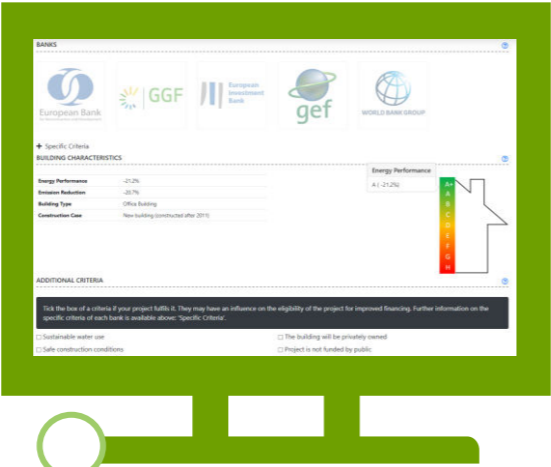 BANKS
European Bank
GGF
European
Investment
Bank
gef
WORLD BANK GROUP
+ Specific Criteria
BUILDING CHARACTERISTICS
Energy Performance -21.2%
Emission Reduction -20.7%
Building Type Office Building
Construction Case New building (constructed after 2011)
Energy Performance
A ( -21.2%)
A+
A
B
C
D
E
F
G
H
ADDITIONAL CRITERIA
Tick the box of a criteria if your project fulfils it. They may have an influence on the eligibility of the project for improved financing. Further information on the
specific criteria of each bank is available above: 'Specific Criteria'.
Sustainable water use
The building will be privately owned
Safe construction conditions
Project is not funded by public